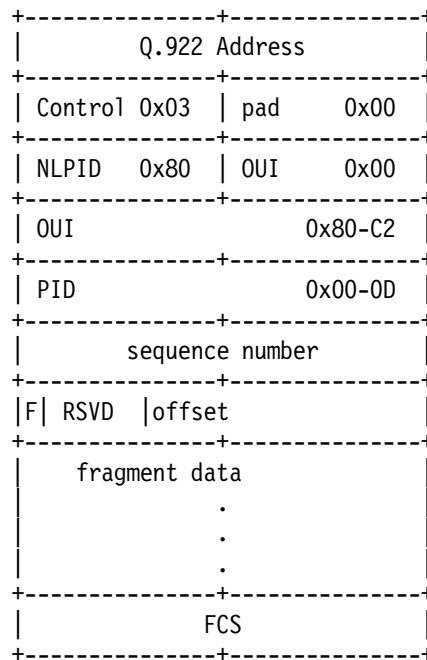 +---------------+---------------+
| Q.922 Address |
+---------------+---------------+
| Control 0x03 | pad 0x00 |
+---------------+---------------+
| NLPID 0x80 | OUI 0x00 |
+---------------+---------------+
| OUI 0x80-C2 |
+---------------+---------------+
| PID 0x00-0D |
+---------------+---------------+
| sequence number |
+---------------+---------------+
|F| RSVD |offset |
+---------------+---------------+
| fragment data |
| . |
| . |
| . |
+---------------+---------------+
| FCS |
+---------------+---------------+